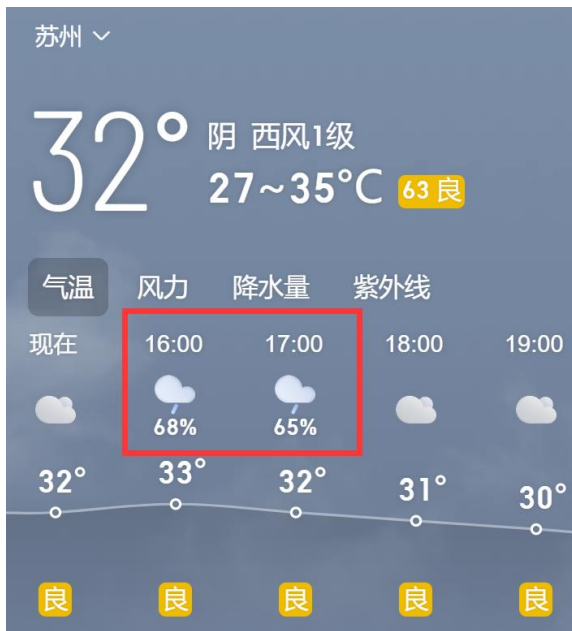 苏州
32° 阴 西风1级
27~35°C 63 良
气温 风力 降水量 紫外线
现在 16:00 17:00 18:00 19:00
68% 65%
32° 33° 32° 31° 30°
良 良 良 良 良